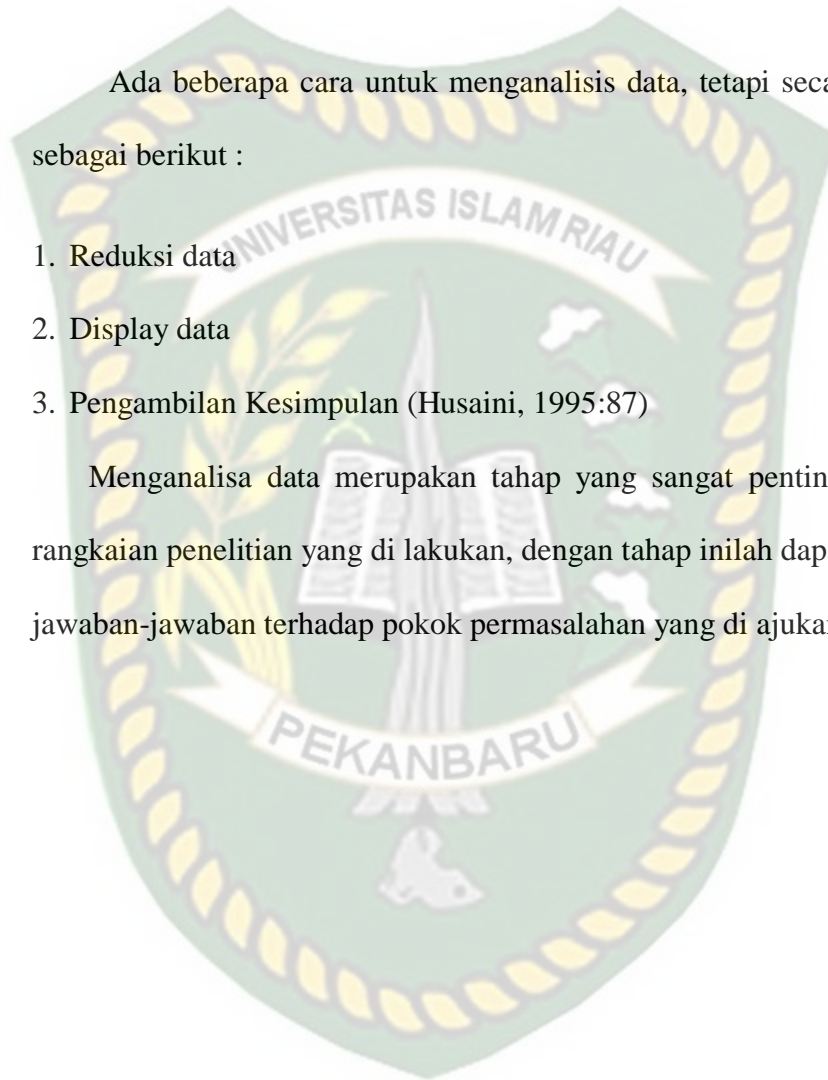 Ada beberapa cara untuk menganalisis data, tetapi seca
sebagai berikut :
UNIVERSITAS ISLAM RIAU
1. Reduksi data
2. Display data
3. Pengambilan Kesimpulan (Husaini, 1995:87)
Menganalisa data merupakan tahap yang sangat pentin
rangkaian penelitian yang di lakukan, dengan tahap inilah dap
jawaban-jawaban terhadap pokok permasalahan yang di ajukan
PEKANBARU